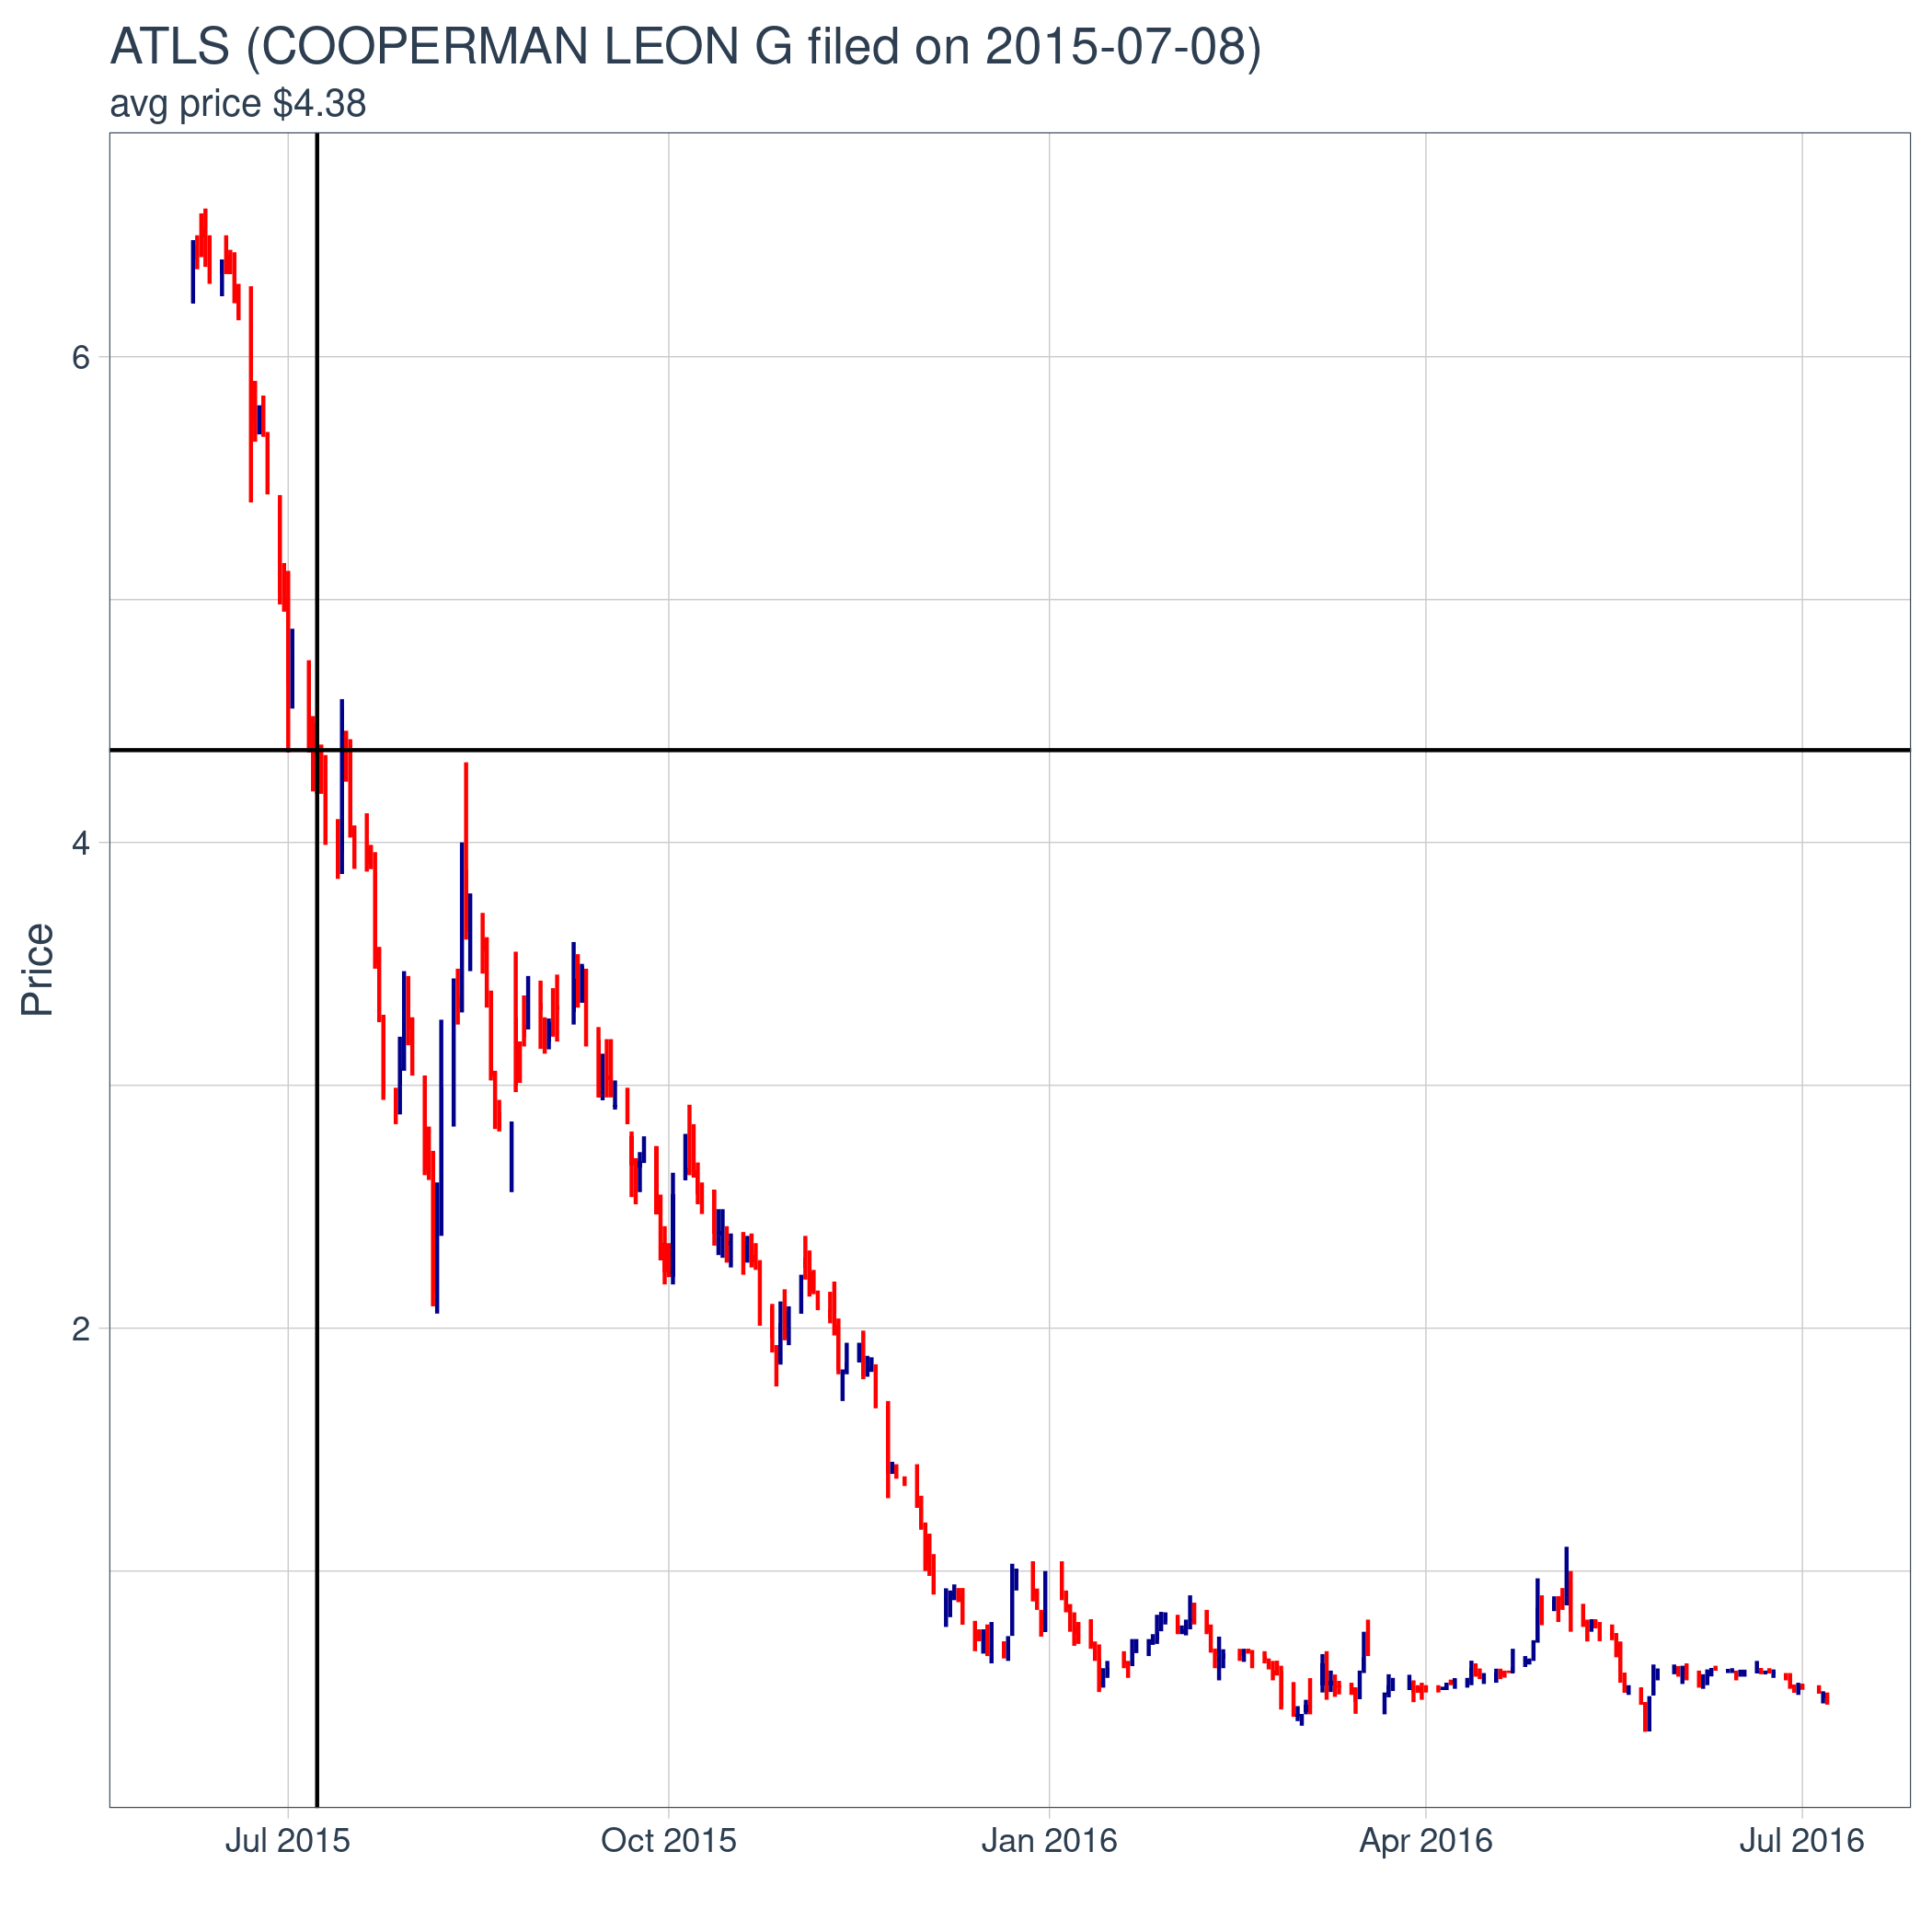 ATLS (COOPERMAN LEON G filed on 2015-07-08)
avg price $4.38
Price
6
4
2
Jul 2015
Oct 2015
Jan 2016
Apr 2016
Jul 2016